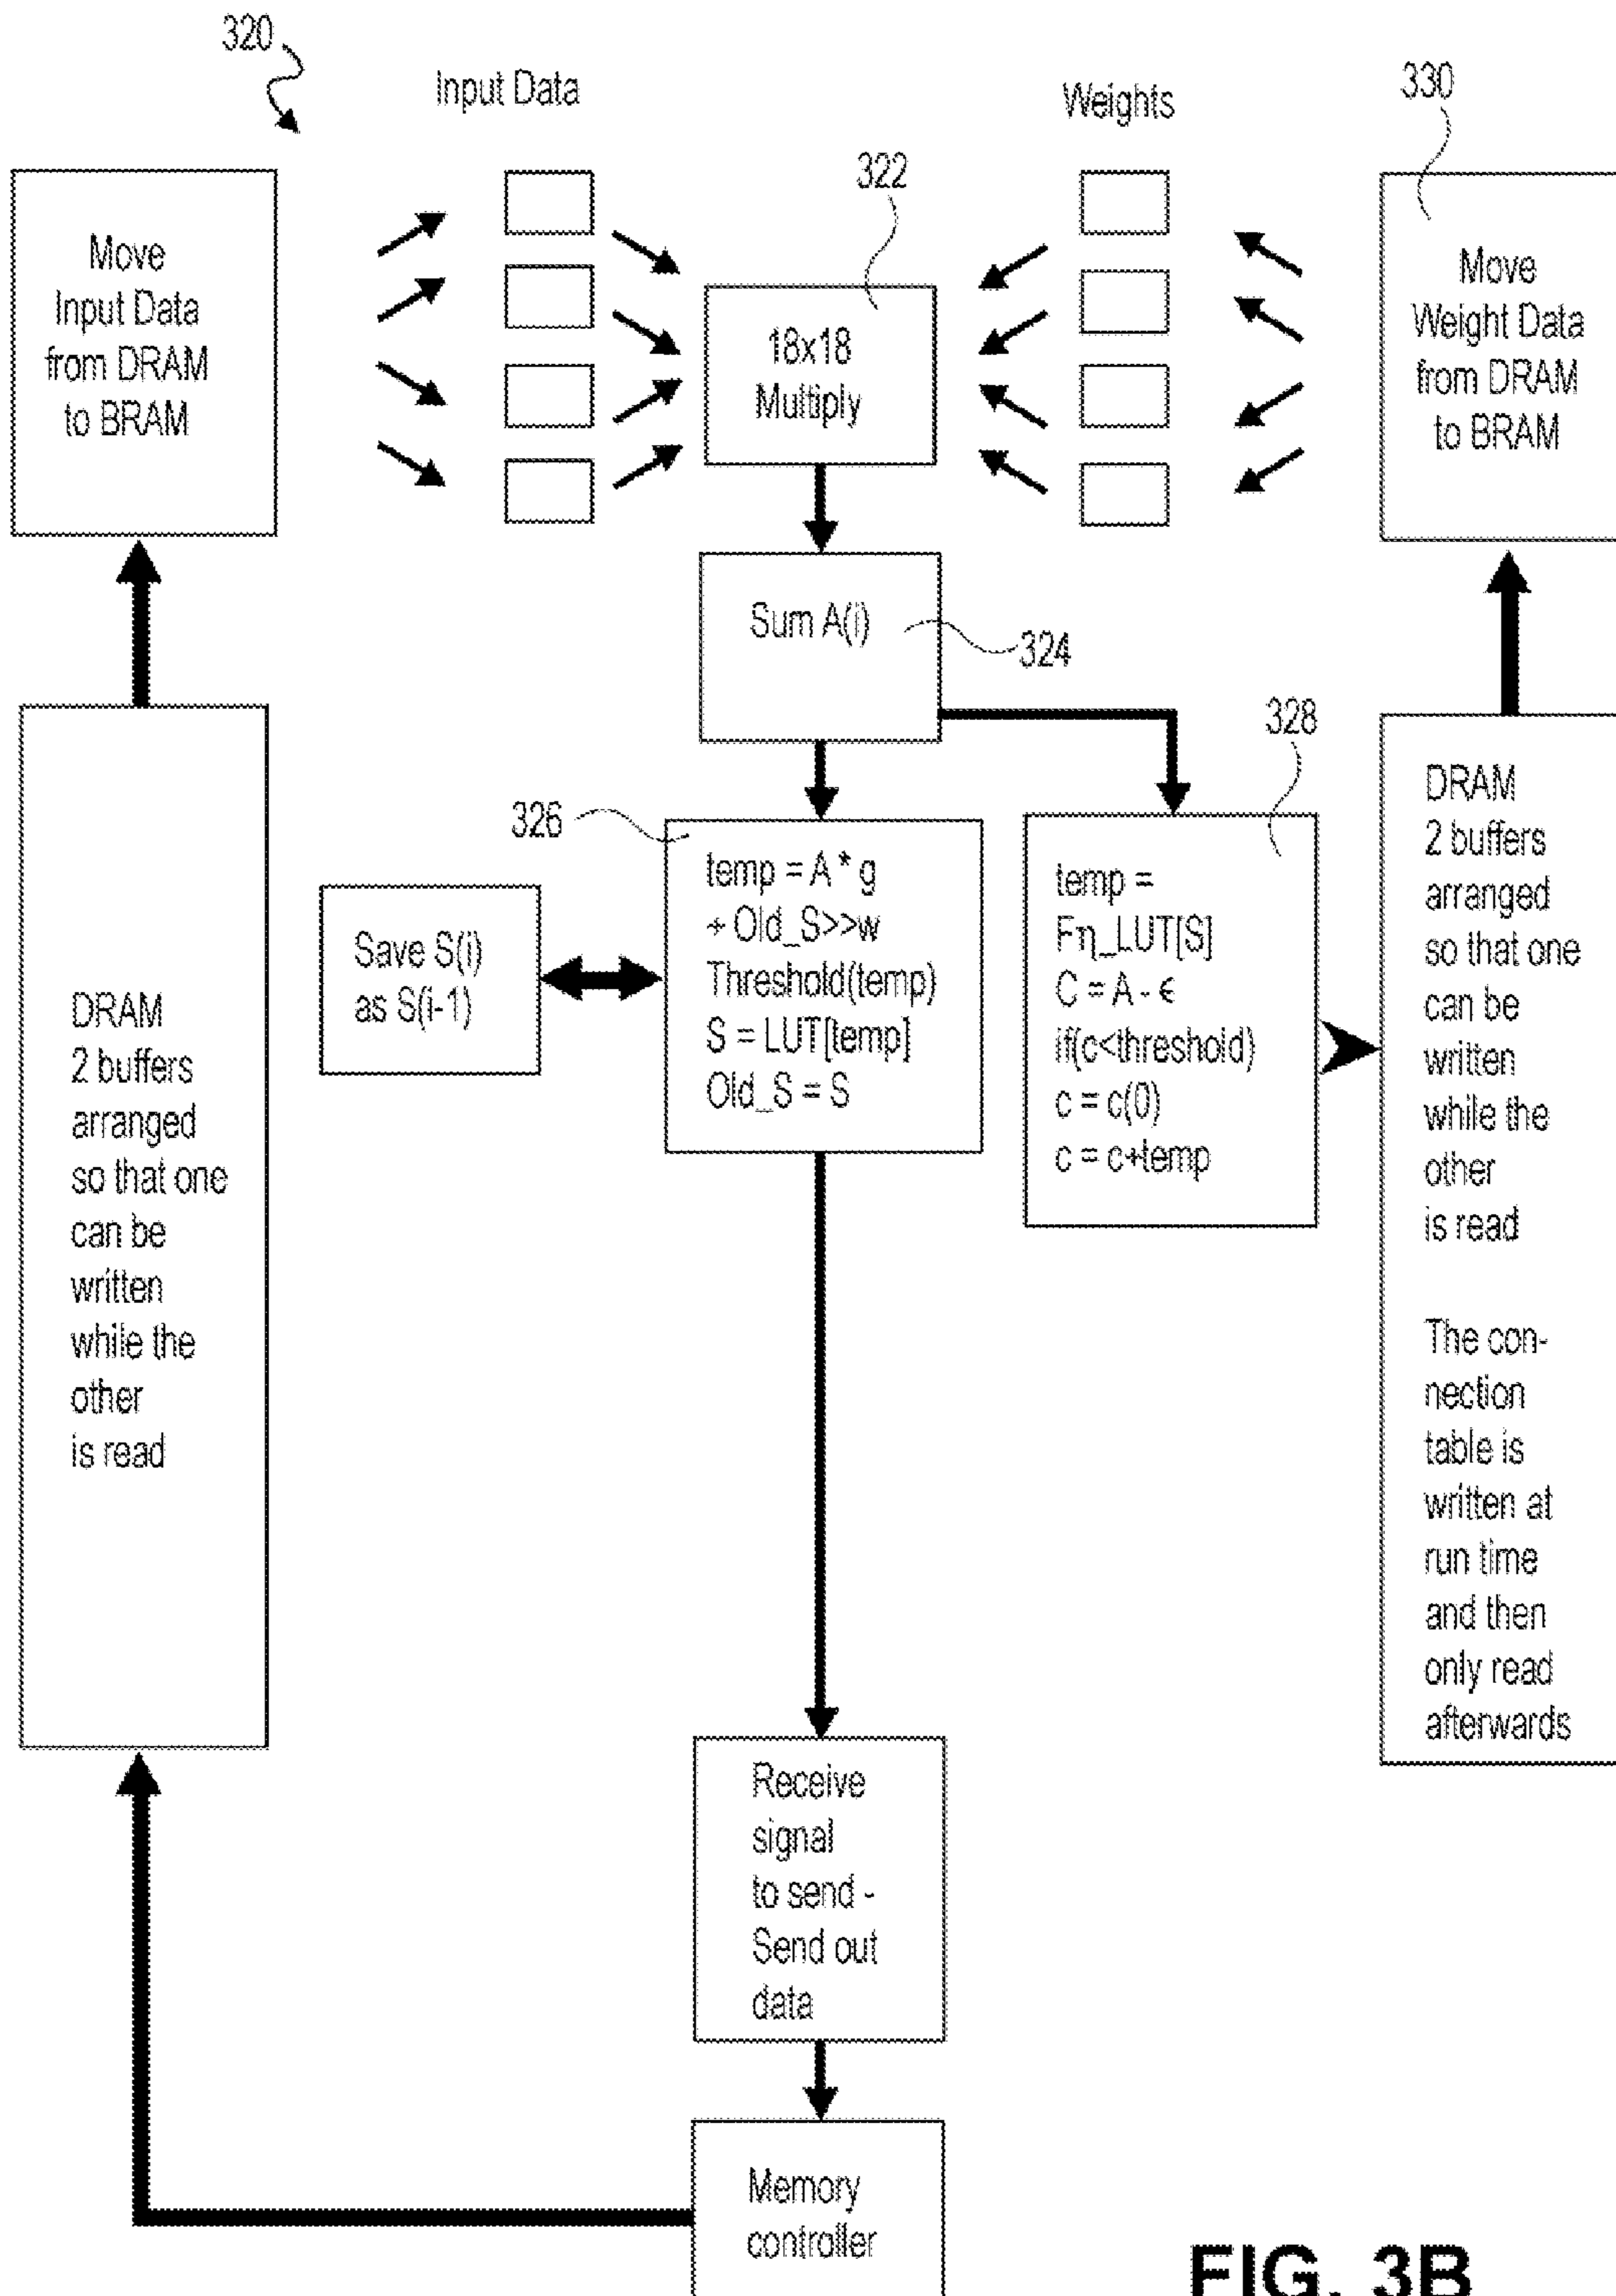 320
Input Data
Weights
330
322
Move
Input Data
from DRAM
to BRAM
18x18
Multiply
Move
Weight Data
from DRAM
to BRAM
Sum A(i)
324
328
326
DRAM
2 buffers
arranged
so that one
can be
written
while the
other
is read
Save S(i)
as S(i-1)
temp = A * g
+ Old_S>>w
Threshold(temp)
S = LUT[temp]
Old_S = S
temp =
Fη_LUT[S]
C = A - ϵ
if(c<threshold)
c = c(0)
c = c+temp
DRAM
2 buffers
arranged
so that one
can be
written
while the
other
is read
The con-
nection
table is
written at
run time
and then
only read
afterwards
Receive
signal
to send -
Send out
data
Memory
controller
FIG. 3B